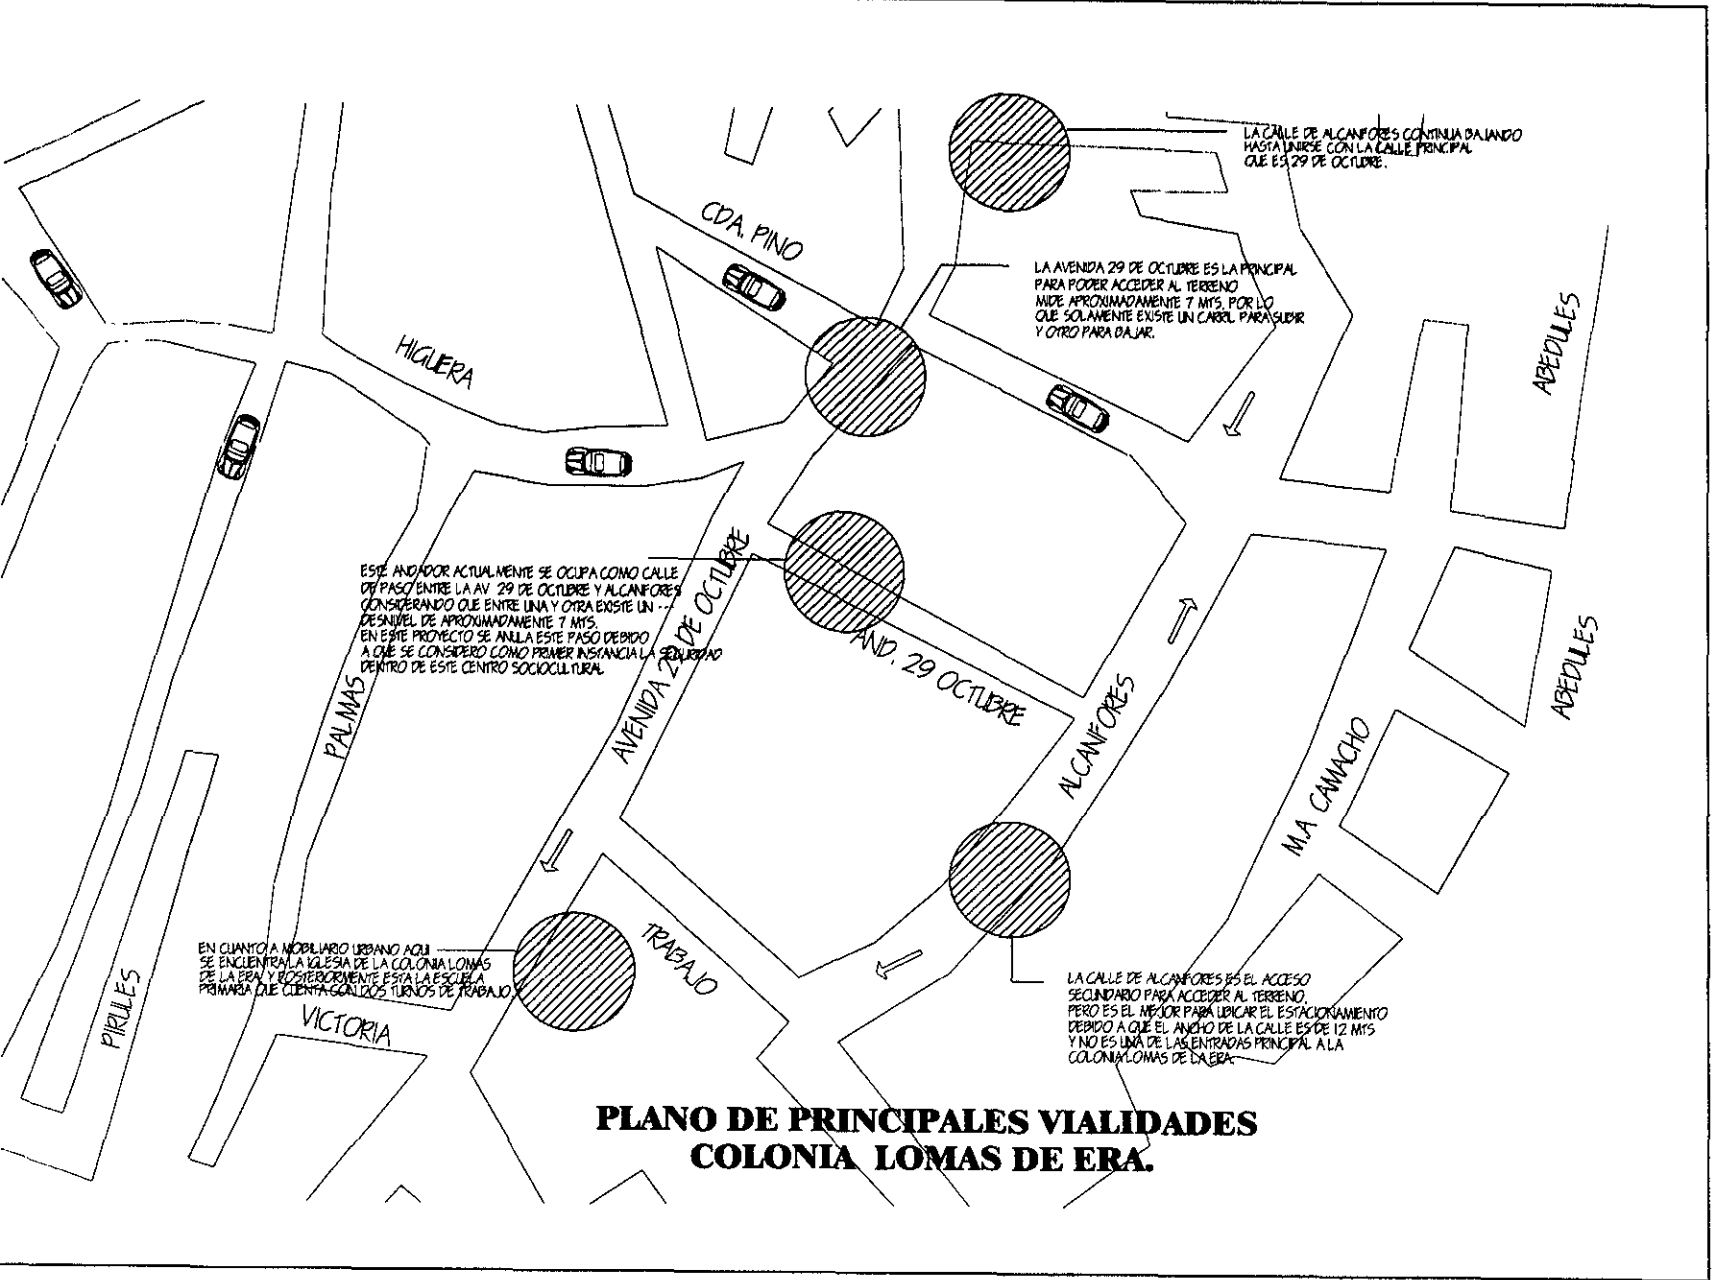 LA CALLE DE ALCANFORES CONTINUA BAJANDO
HASTA UNIRSE CON LA CALLE PRINCIPAL
QUE ES 29 DE OCTUBRE.
CDA. PINO
LA AVENIDA 29 DE OCTUBRE ES LA PRINCIPAL
PARA PODER ACCEDER AL TERRENO
MIDE APROXIMADAMENTE 7 MTS. POR LO
QUE SOLAMENTE EXISTE UN CARRIL PARA SUBIR
Y OTRO PARA BAJAR.
HIGUERA
ABEDULES
ESTE ANDADOR ACTUALMENTE SE OCUPA COMO CALLE
DE PASO ENTRE LA AV 29 DE OCTUBRE Y ALCANFORES
CONSIDERANDO QUE ENTRE UNA Y OTRA EXISTE UN ---
DESNIVEL DE APROXIMADAMENTE 7 MTS.
EN ESTE PROYECTO SE ANULA ESTE PASO DEBIDO
A QUE SE CONSIDERO COMO PRIMER INSTANCIA LA SEGURIDAD
DENTRO DE ESTE CENTRO SOCIOCULTURAL
AVENIDA 29 DE OCTUBRE
AND. 29 OCTUBRE
ABEDULES
PALMAS
ALCANFORES
M.A CAMACHO
EN CUANTO A MOBILIARIO URBANO AQUI
SE ENCUENTRA LA IGLESIA DE LA COLONIA LOMAS
DE LA ERA Y POSTERIORMENTE ESTA LA ESCUELA
PRIMARIA QUE CUENTA CON DOS TURNOS DE TRABAJO.
TRABAJO
PIRULES
VICTORIA
LA CALLE DE ALCANFORES ES EL ACCESO
SECUNDARIO PARA ACCEDER AL TERRENO.
PERO ES EL MEJOR PARA UBICAR EL ESTACIONAMIENTO
DEBIDO A QUE EL ANCHO DE LA CALLE ES DE 12 MTS
Y NO ES UNA DE LAS ENTRADAS PRINCIPAL A LA
COLONIA LOMAS DE LA ERA.
PLANO DE PRINCIPALES VIALIDADES
COLONIA LOMAS DE ERA.